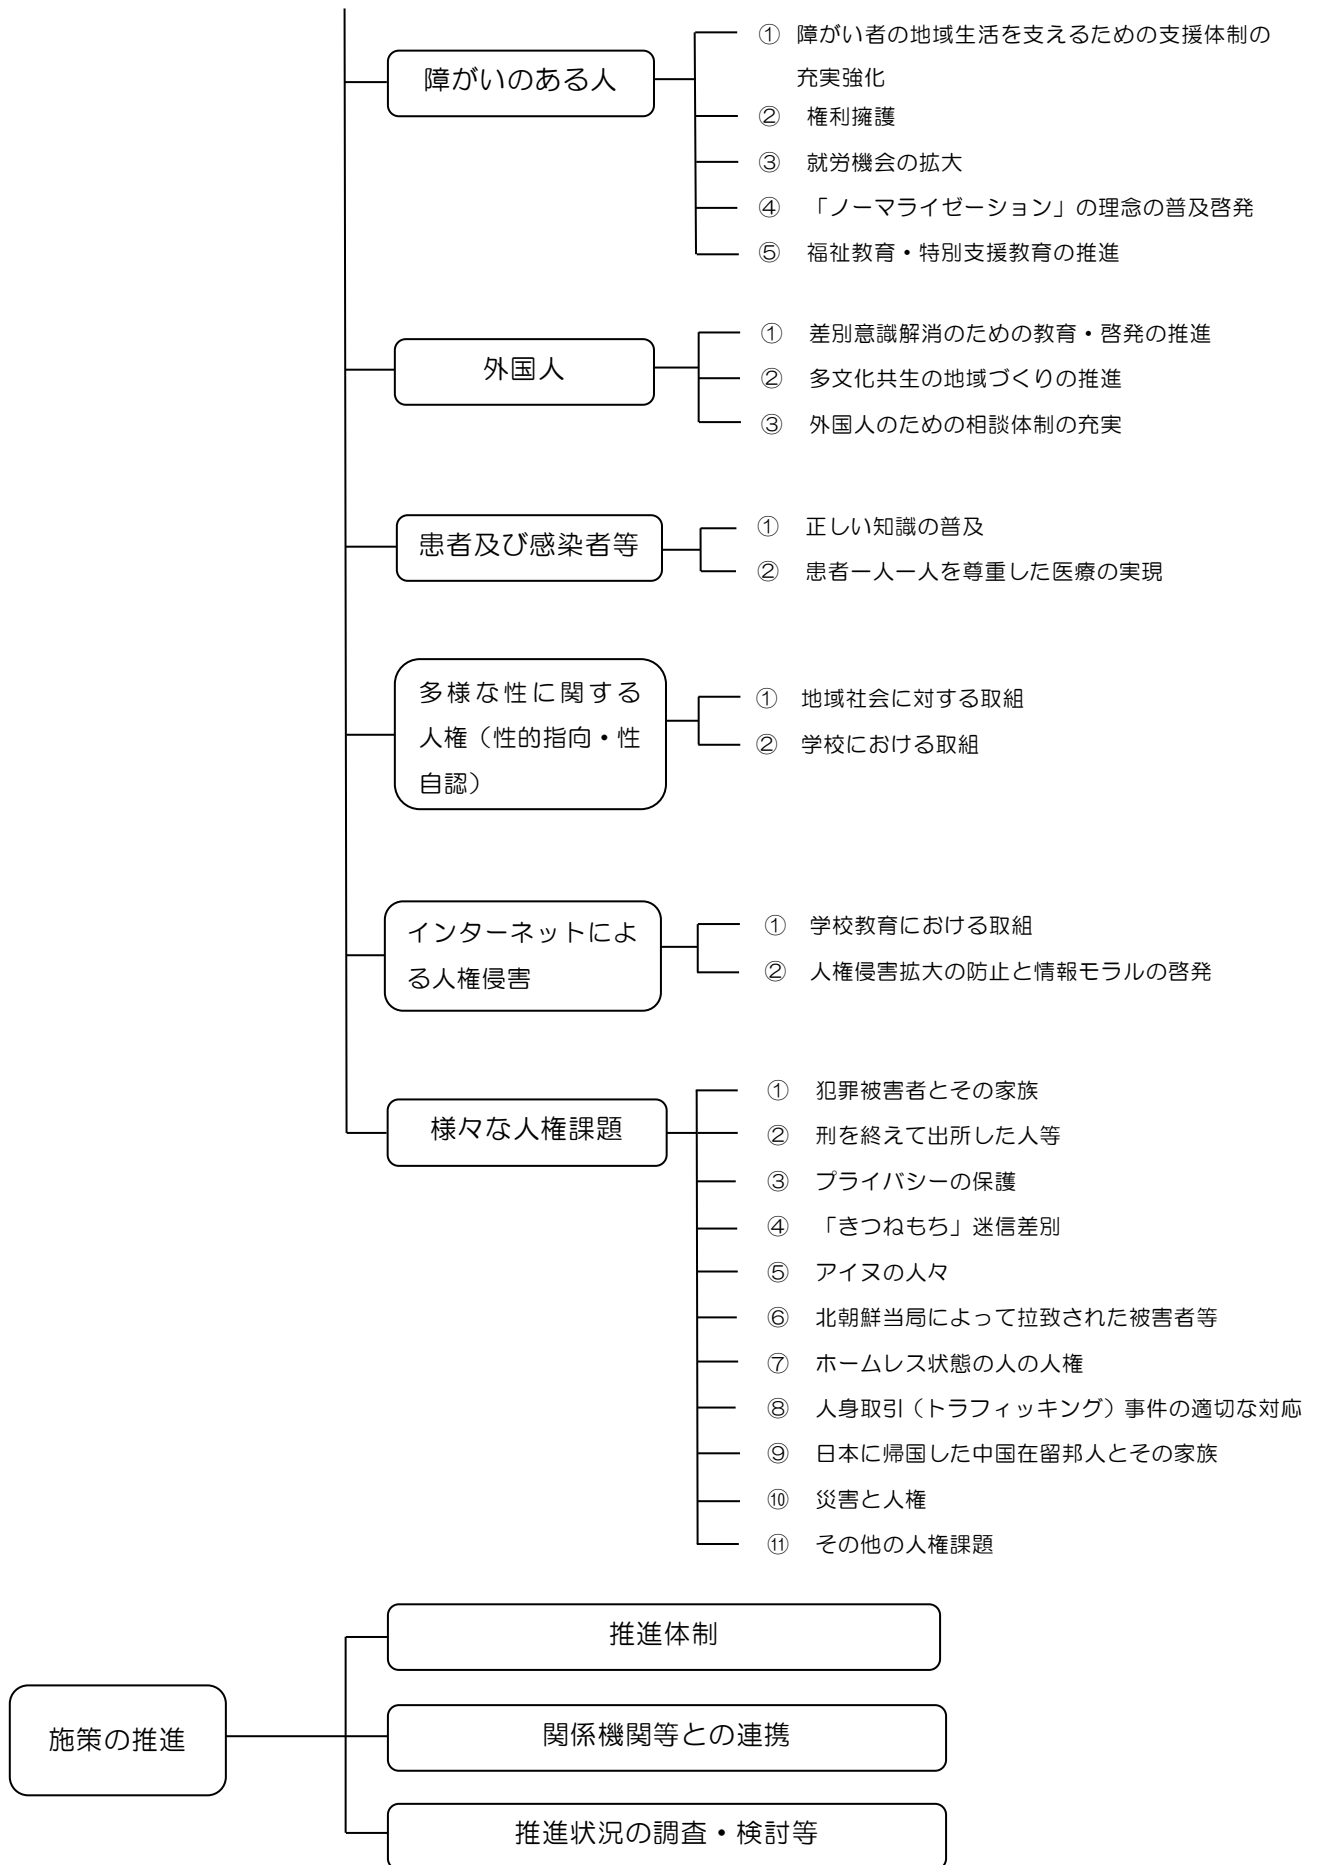 障がいのある人
① 障がい者の地域生活を支えるための支援体制の
充実強化
② 権利擁護
③ 就労機会の拡大
④ 「ノーマライゼーション」の理念の普及啓発
⑤ 福祉教育・特別支援教育の推進
外国人
① 差別意識解消のための教育・啓発の推進
② 多文化共生の地域づくりの推進
③ 外国人のための相談体制の充実
患者及び感染者等
① 正しい知識の普及
② 患者一人一人を尊重した医療の実現
多様な性に関する
人権（性的指向・性
自認）
① 地域社会に対する取組
② 学校における取組
インターネットによ
る人権侵害
① 学校教育における取組
② 人権侵害拡大の防止と情報モラルの啓発
様々な人権課題
① 犯罪被害者とその家族
② 刑を終えて出所した人等
③ プライバシーの保護
④ 「きつねもち」迷信差別
⑤ アイヌの人々
⑥ 北朝鮮当局によって拉致された被害者等
⑦ ホームレス状態の人の人権
⑧ 人身取引（トラフィッキング）事件の適切な対応
⑨ 日本に帰国した中国在留邦人とその家族
⑩ 災害と人権
⑪ その他の人権課題
施策の推進
推進体制
関係機関等との連携
推進状況の調査・検討等